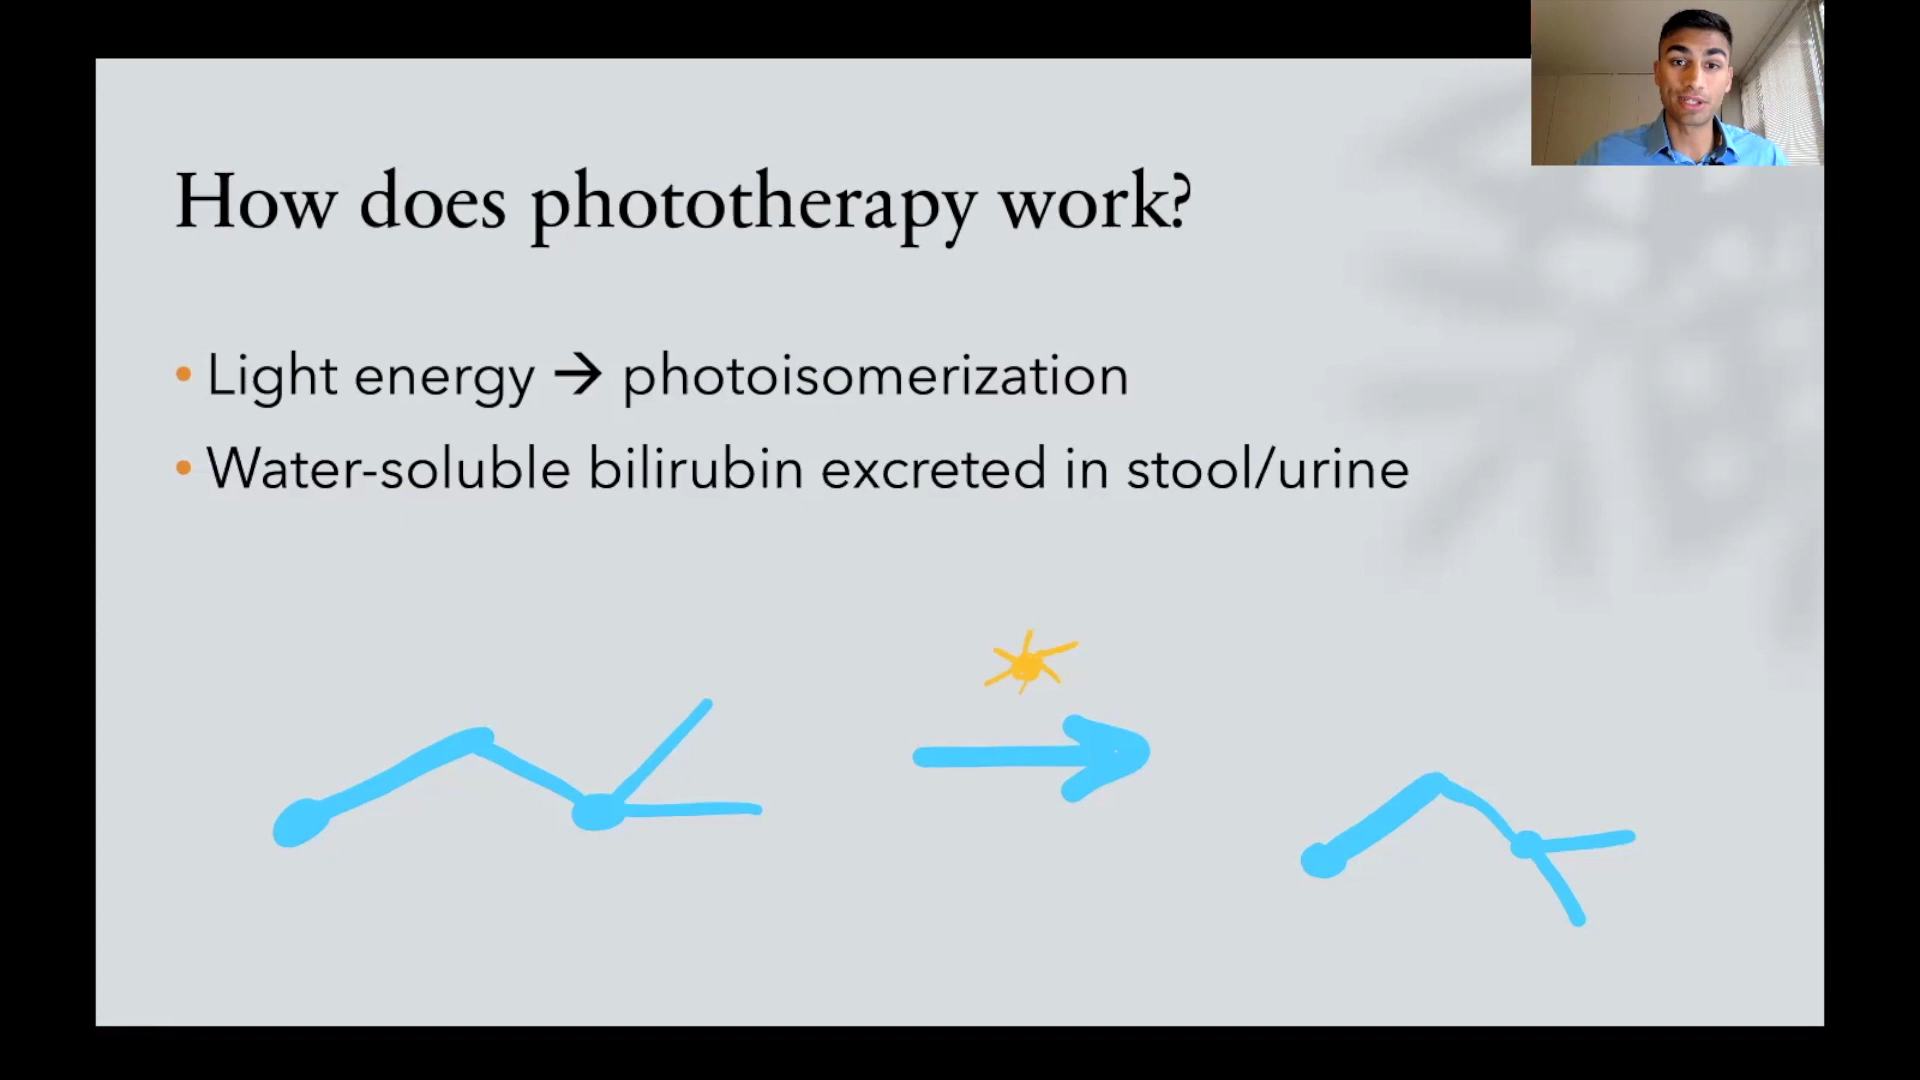 How does phototherapy work?
• Light energy → photoisomerization
• Water-soluble bilirubin excreted in stool/urine